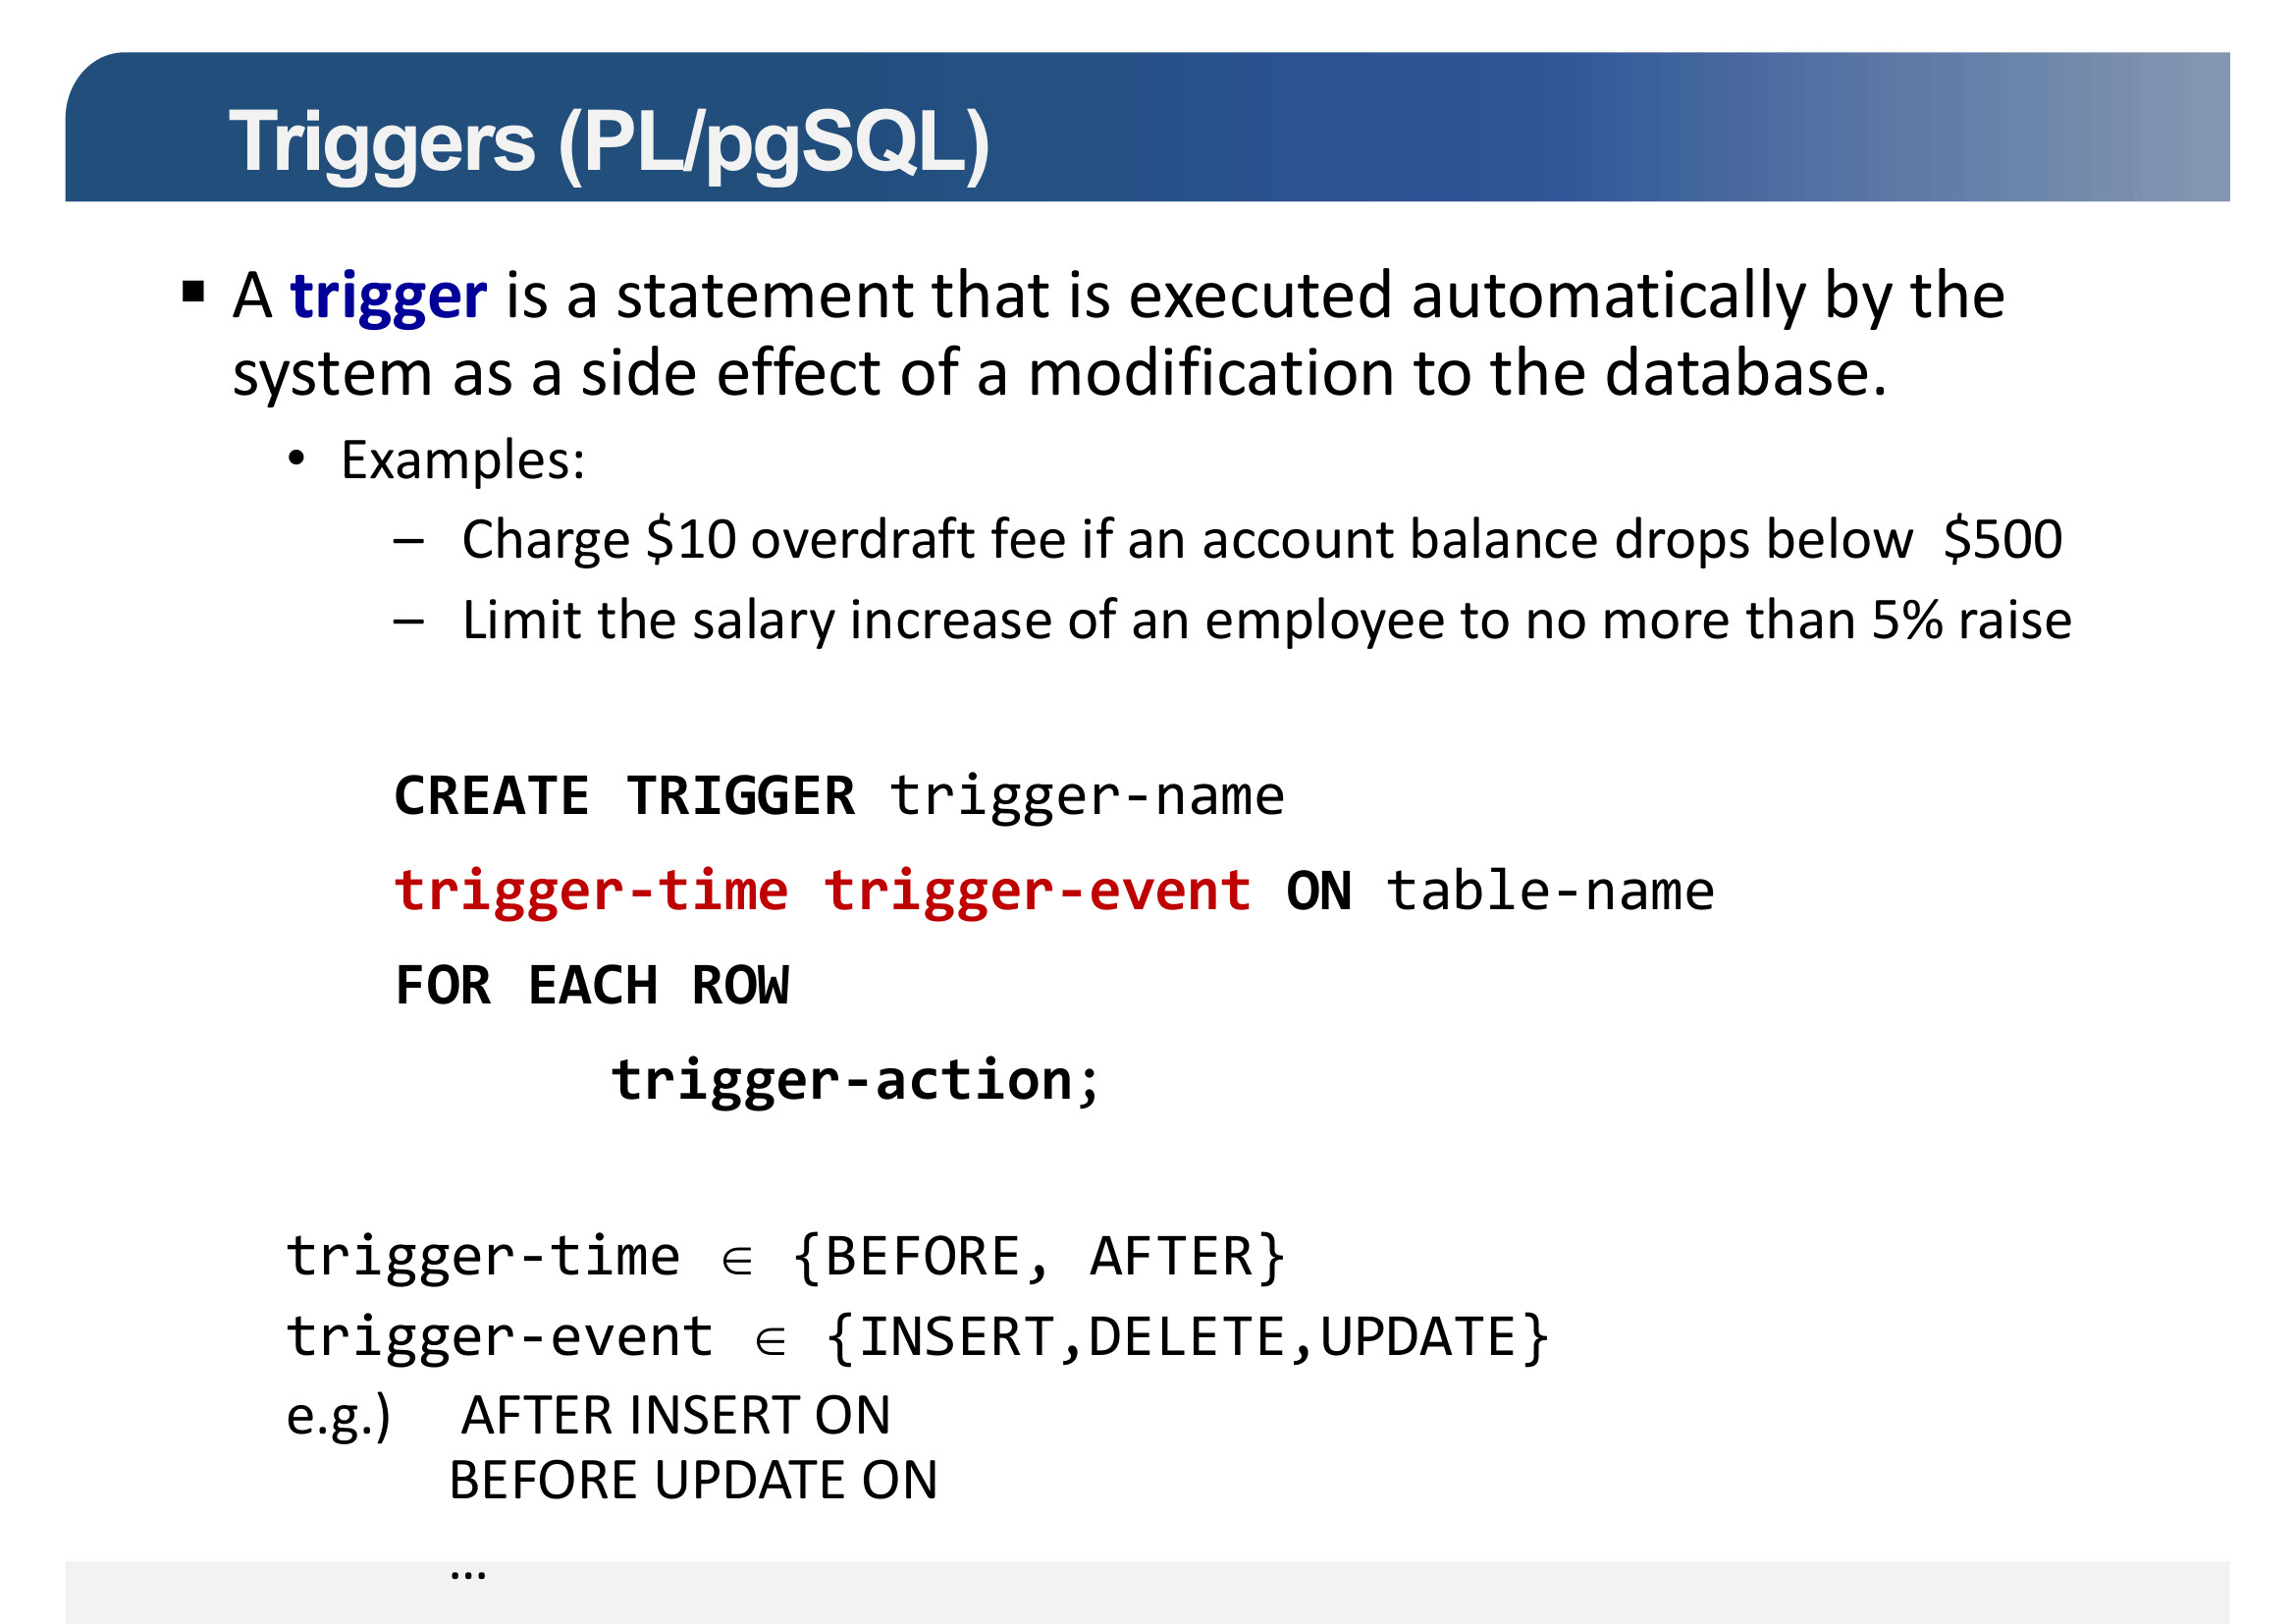 Triggers (PL/pgSQL)
▪ A trigger is a statement that is executed automatically by the
system as a side effect of a modification to the database.
• Examples:
– Charge $10 overdraft fee if an account balance drops below  $500
– Limit the salary increase of an employee to no more than 5% raise
CREATE TRIGGER trigger-name
trigger-time trigger-event ON table-name
FOR EACH ROW
trigger-action;
trigger-time ∈ {BEFORE, AFTER}
trigger-event ∈ {INSERT,DELETE,UPDATE}
e.g.) AFTER INSERT ON
BEFORE UPDATE ON
…